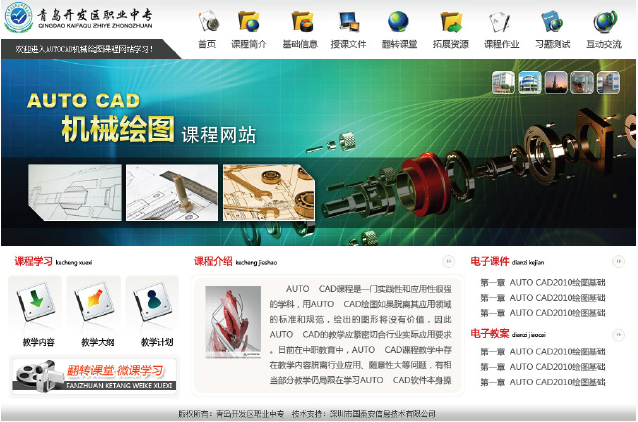 青岛开发区职业中专
QINGDAO KAIFAQU ZHIYE ZHONGZHUAN
首页 课程简介 基础信息 授课文件 翻转课堂 拓展资源 课程作业 习题测试 互动交流
欢迎进入AUTOCAD机械绘图课程网站学习！
AUTO CAD
机械绘图 课程网站
课程学习 kecheng xuexi
教学内容 教学大纲 教学计划
翻转课堂·微课学习
FANZHUAN KETANG WEIKE XUEXI
课程介绍 kecheng jieshao
AUTO CAD课程是一门实践性和应用性很强
的学科，用AUTO CAD绘图如果脱离其应用领域
的标准和规范，绘出的图形将没有价值，因此
AUTO CAD的教学应紧密切合行业实际应用要求
。目前在中职教育中，AUTO CAD课程教学中存
在教学内容脱离行业应用、随意性大等问题，有相
当部分教学仍局限在学习AUTO CAD软件本身操
电子课件 dianzi kejian
第一章 AUTO CAD2010绘图基础
第一章 AUTO CAD2010绘图基础
第一章 AUTO CAD2010绘图基础
电子教案 dianzi jiaoan
第一章 AUTO CAD2010绘图基础
第一章 AUTO CAD2010绘图基础
第一章 AUTO CAD2010绘图基础
版权所有：青岛开发区职业中专 技术支持：深圳市国泰安信息技术有限公司